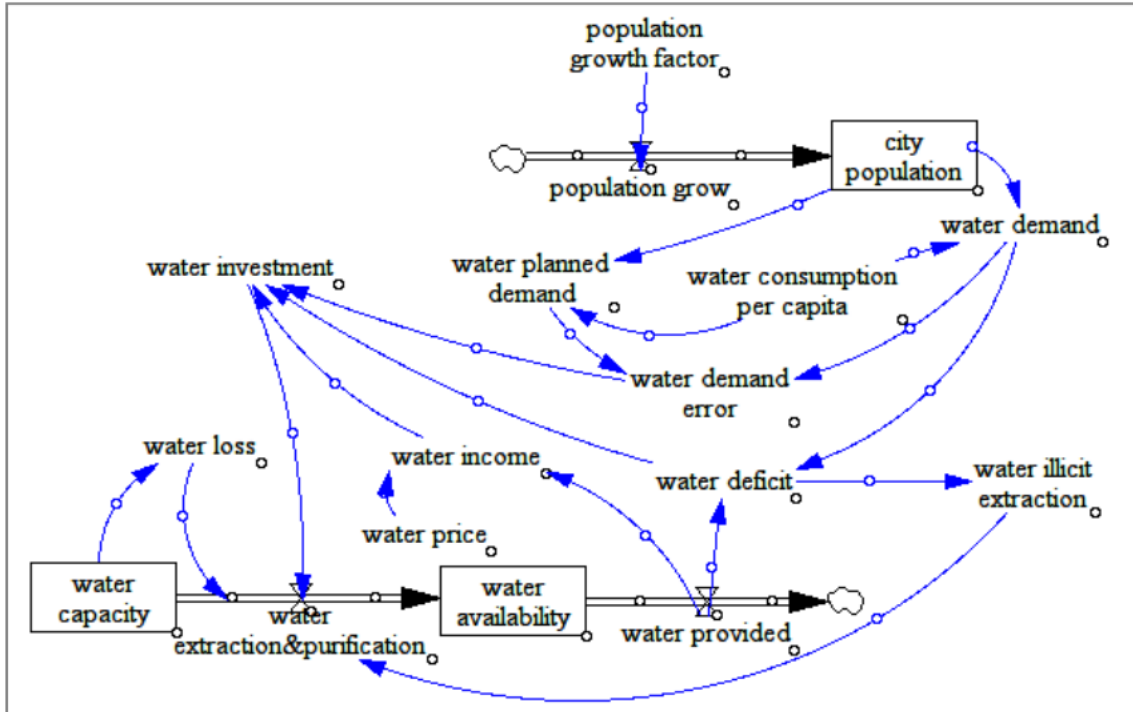 population
growth factor
city
population
population grow
water demand
water investment
water planned
demand
water consumption
per capita
water demand
error
water loss
water income
water deficit
water illicit
extraction
water price
water
capacity
water
extraction&purification
water
availability
water provided